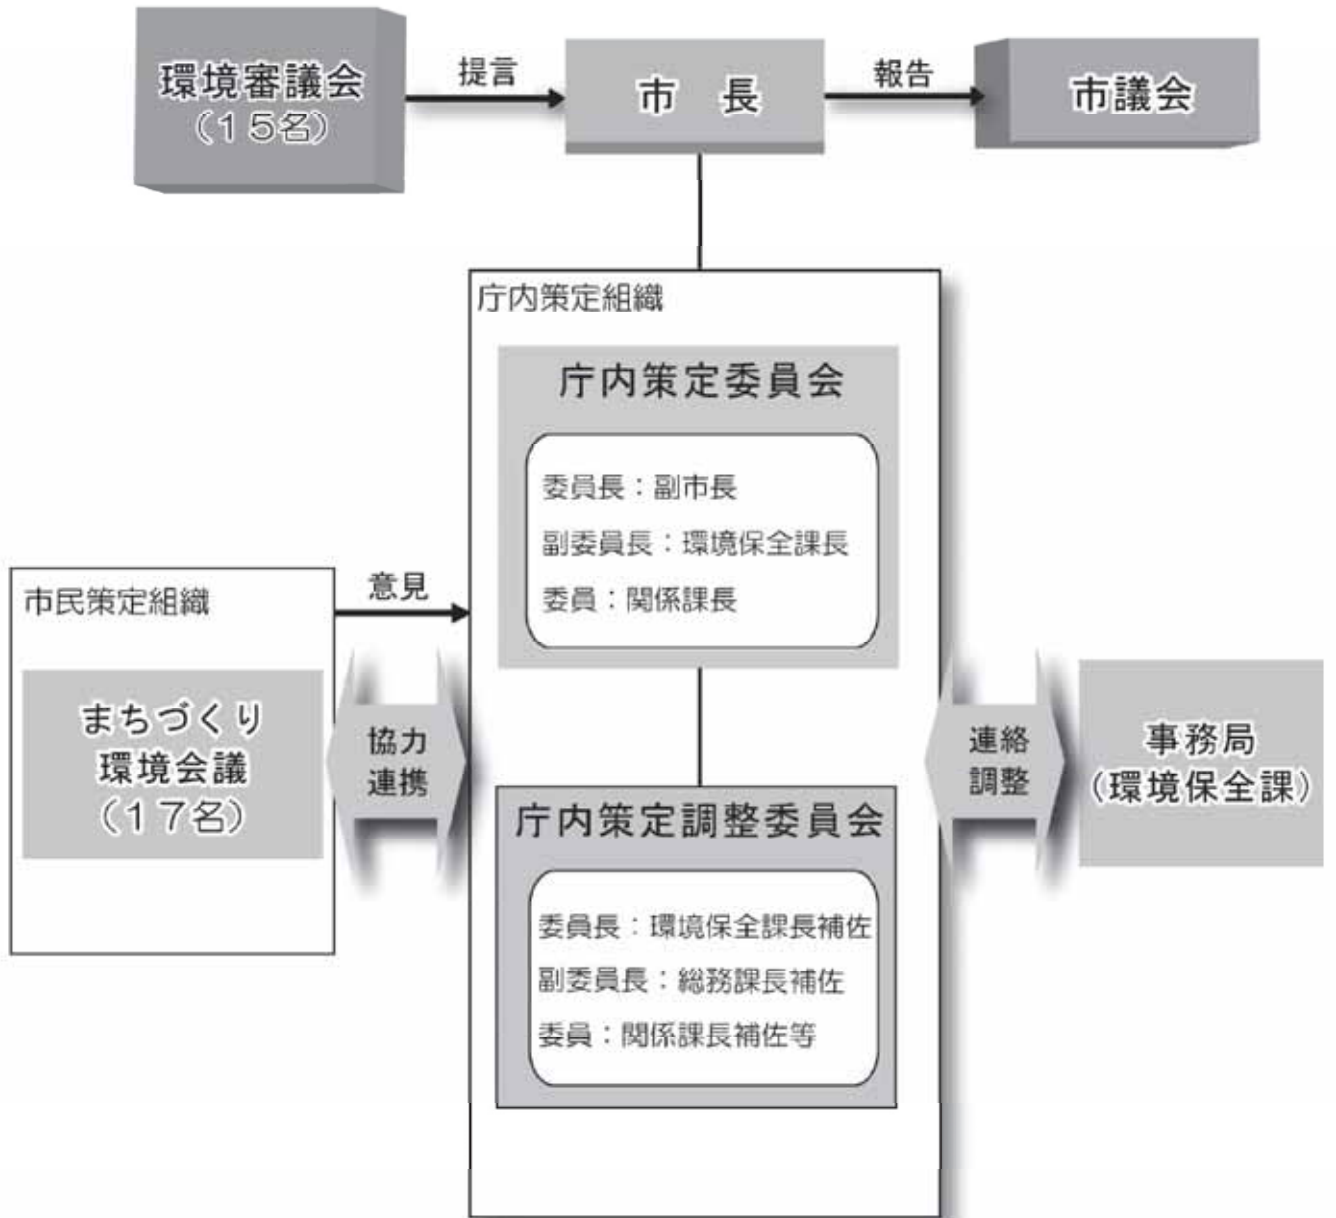 環境審議会
（１５名）
提言
市　長
報告
市議会
庁内策定組織
庁内策定委員会
委員長：副市長
副委員長：環境保全課長
委員：関係課長
市民策定組織
意見
まちづくり
環境会議
（１７名）
協力
連携
連絡
調整
事務局
（環境保全課）
庁内策定調整委員会
委員長：環境保全課長補佐
副委員長：総務課長補佐
委員：関係課長補佐等